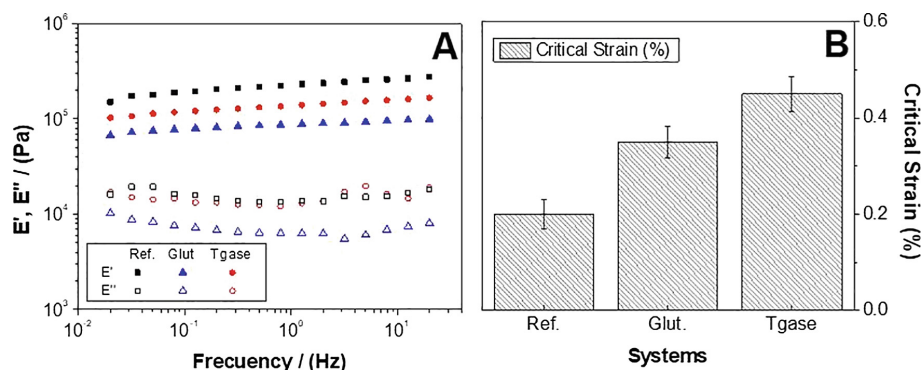 A
E', E'' / (Pa)
10⁶
10⁵
10⁴
10³
Ref. Glut Tgase
E'
E''
10⁻² 10⁻¹ 10⁰ 10¹
Frecuency / (Hz)
B
Critical Strain (%)
0.6
0.4
0.2
0.0
Critical Strain (%)
Ref. Glut. Tgase
Systems